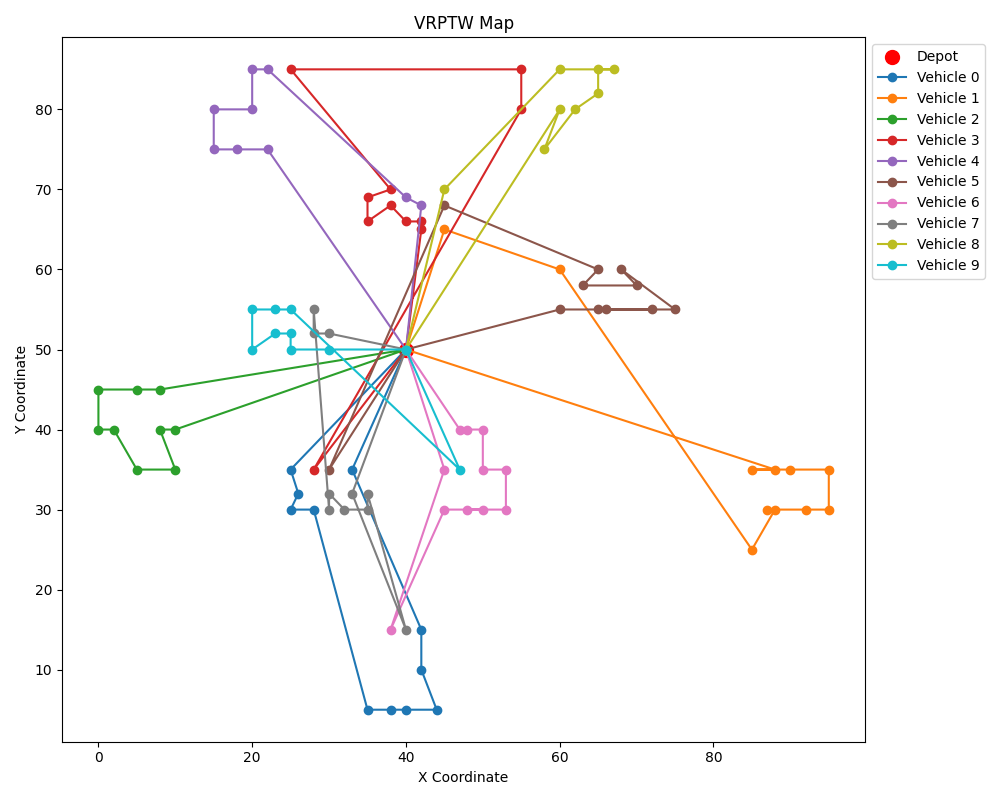 VRPTW Map
Y Coordinate
80
70
60
50
40
30
20
10
0
20
40
60
80
X Coordinate
Depot
Vehicle 0
Vehicle 1
Vehicle 2
Vehicle 3
Vehicle 4
Vehicle 5
Vehicle 6
Vehicle 7
Vehicle 8
Vehicle 9